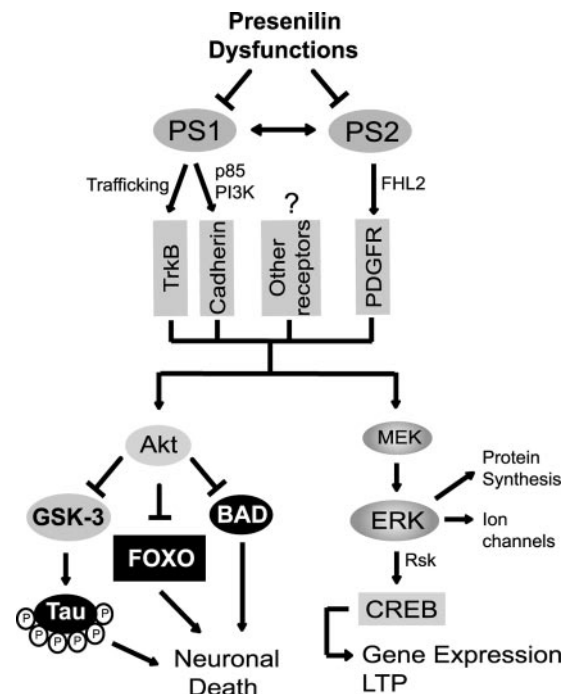 Presenilin
Dysfunctions
PS1
PS2
Trafficking
p85
PI3K
FHL2
?
TrkB
Cadherin
Other
receptors
PDGFR
Akt
MEK
GSK-3
BAD
ERK
Protein
Synthesis
Ion
channels
FOXO
Rsk
Tau
P
P
P
P
P
P
CREB
Neuronal
Death
Gene Expression
LTP